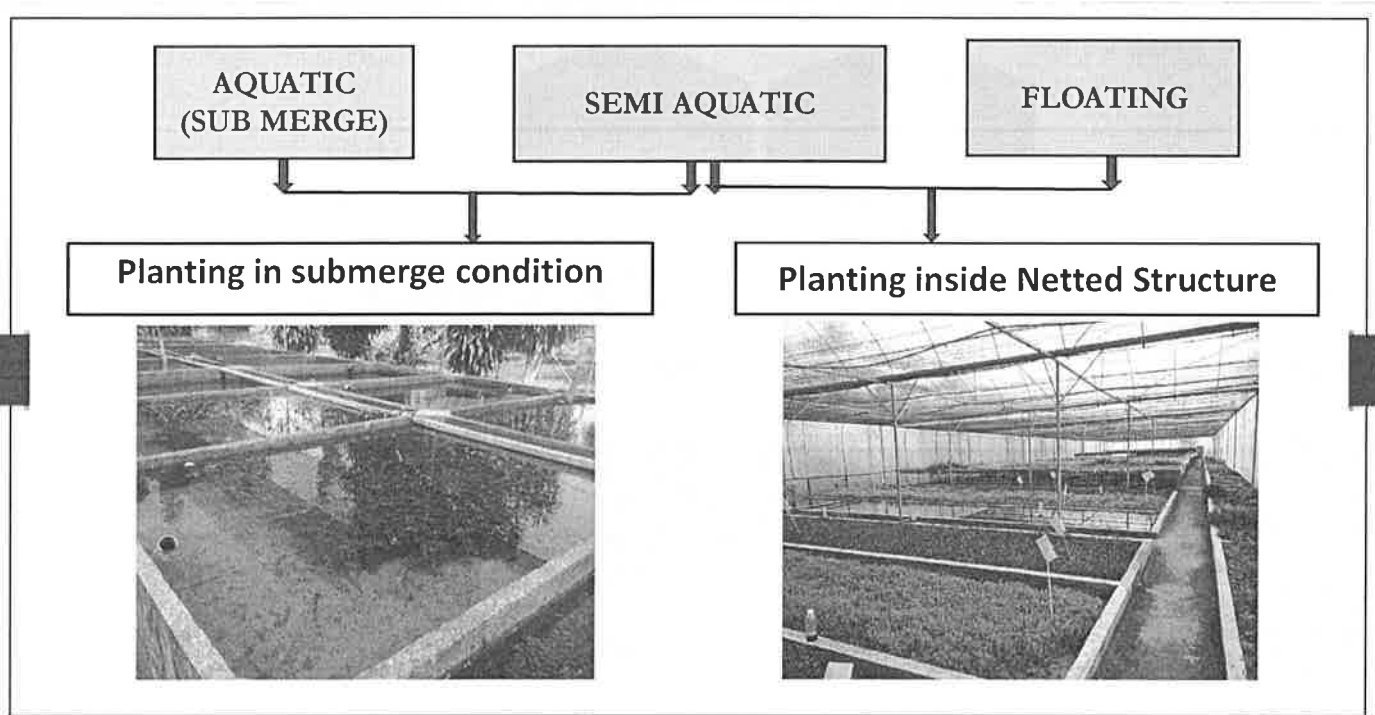 AQUATIC
(SUB MERGE)
SEMI AQUATIC
FLOATING
Planting in submerge condition
Planting inside Netted Structure